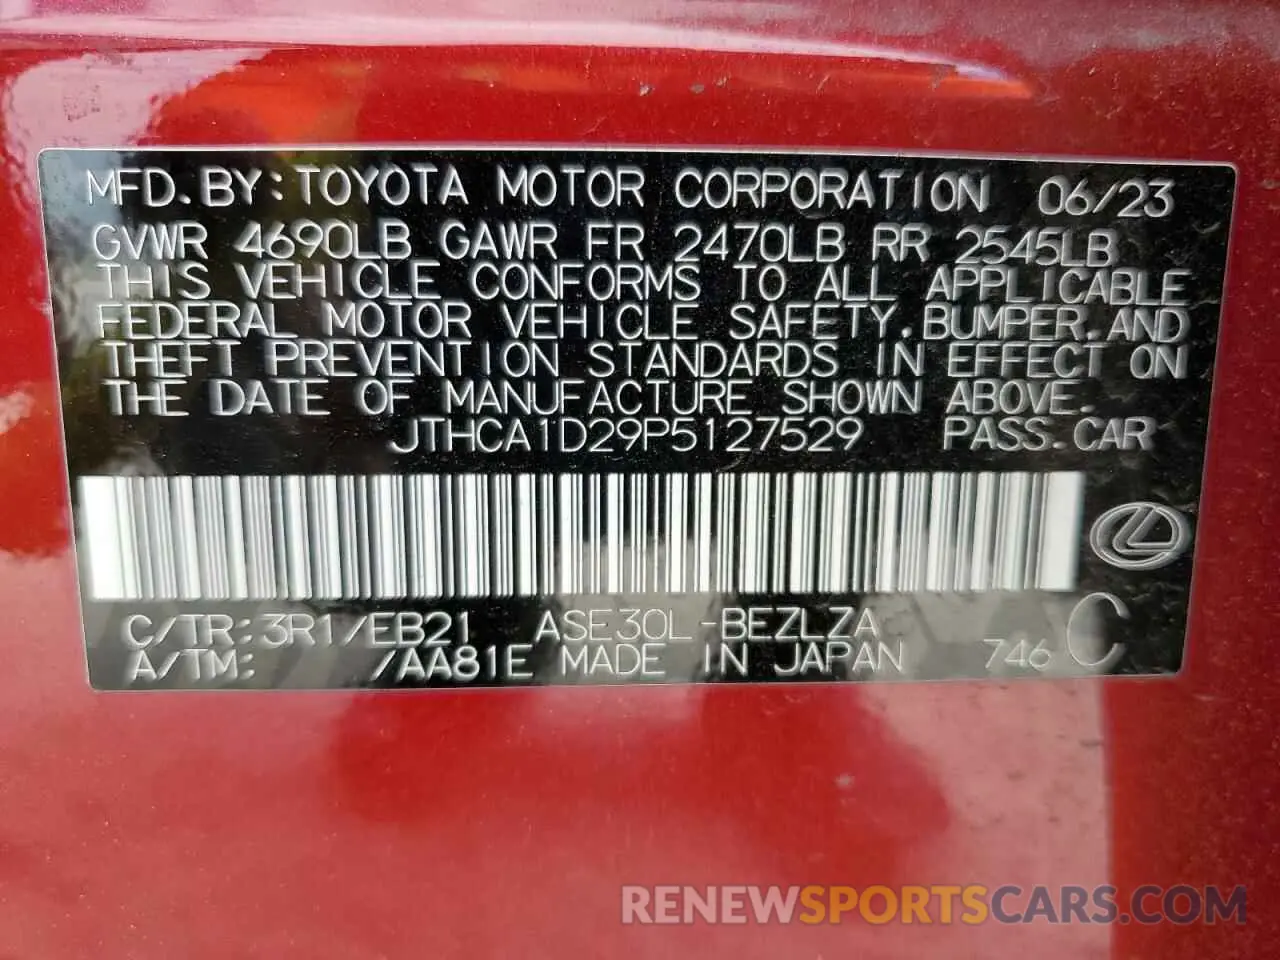 MFD.BY:TOYOTA MOTOR CORPORATION 06/23
GVWR 4690LB GAWR FR 2470LB RR 2545LB
THIS VEHICLE CONFORMS TO ALL APPLICABLE
FEDERAL MOTOR VEHICLE SAFETY,BUMPER,AND
THEFT PREVENTION STANDARDS IN EFFECT ON
THE DATE OF MANUFACTURE SHOWN ABOVE.
JTHCA1D29P5127529 PASS.CAR
C/TR:3R1/EB21 ASE30L-BEZLZA
A/TM: /AA81E MADE IN JAPAN 746 C
RENEWSPORTSCARS.COM